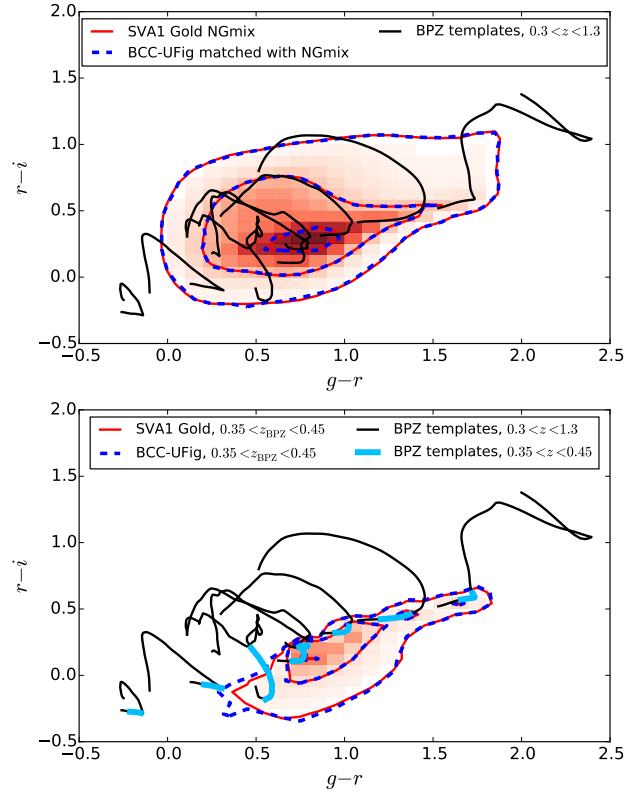 SVA1 Gold NGmix
BCC-UFig matched with NGmix
BPZ templates, 0.3<z<1.3
2.0
1.5
1.0
0.5
0.0
−0.5
r−i
−0.5 0.0 0.5 1.0 1.5 2.0 2.5
g−r
SVA1 Gold, 0.35<z_BPZ<0.45
BCC-UFig, 0.35<z_BPZ<0.45
BPZ templates, 0.3<z<1.3
BPZ templates, 0.35<z<0.45
2.0
1.5
1.0
0.5
0.0
−0.5
r−i
−0.5 0.0 0.5 1.0 1.5 2.0 2.5
g−r